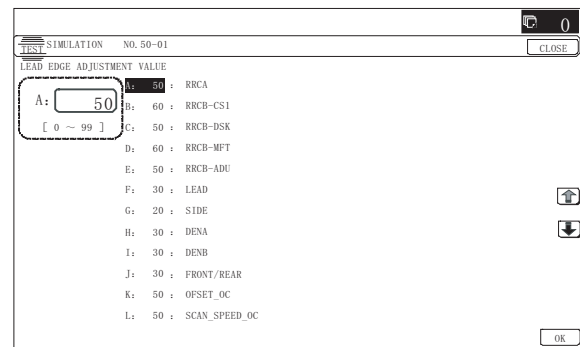 0
TEST SIMULATION NO. 50-01
CLOSE
LEAD EDGE ADJUSTMENT VALUE
A: 50
[ 0 ～ 99 ]
A: 50 : RRCA
B: 60 : RRCB-CS1
C: 50 : RRCB-DSK
D: 60 : RRCB-MFT
E: 50 : RRCB-ADU
F: 30 : LEAD
G: 20 : SIDE
H: 30 : DENA
I: 30 : DENB
J: 30 : FRONT/REAR
K: 50 : OFSET_OC
L: 50 : SCAN_SPEED_OC
OK